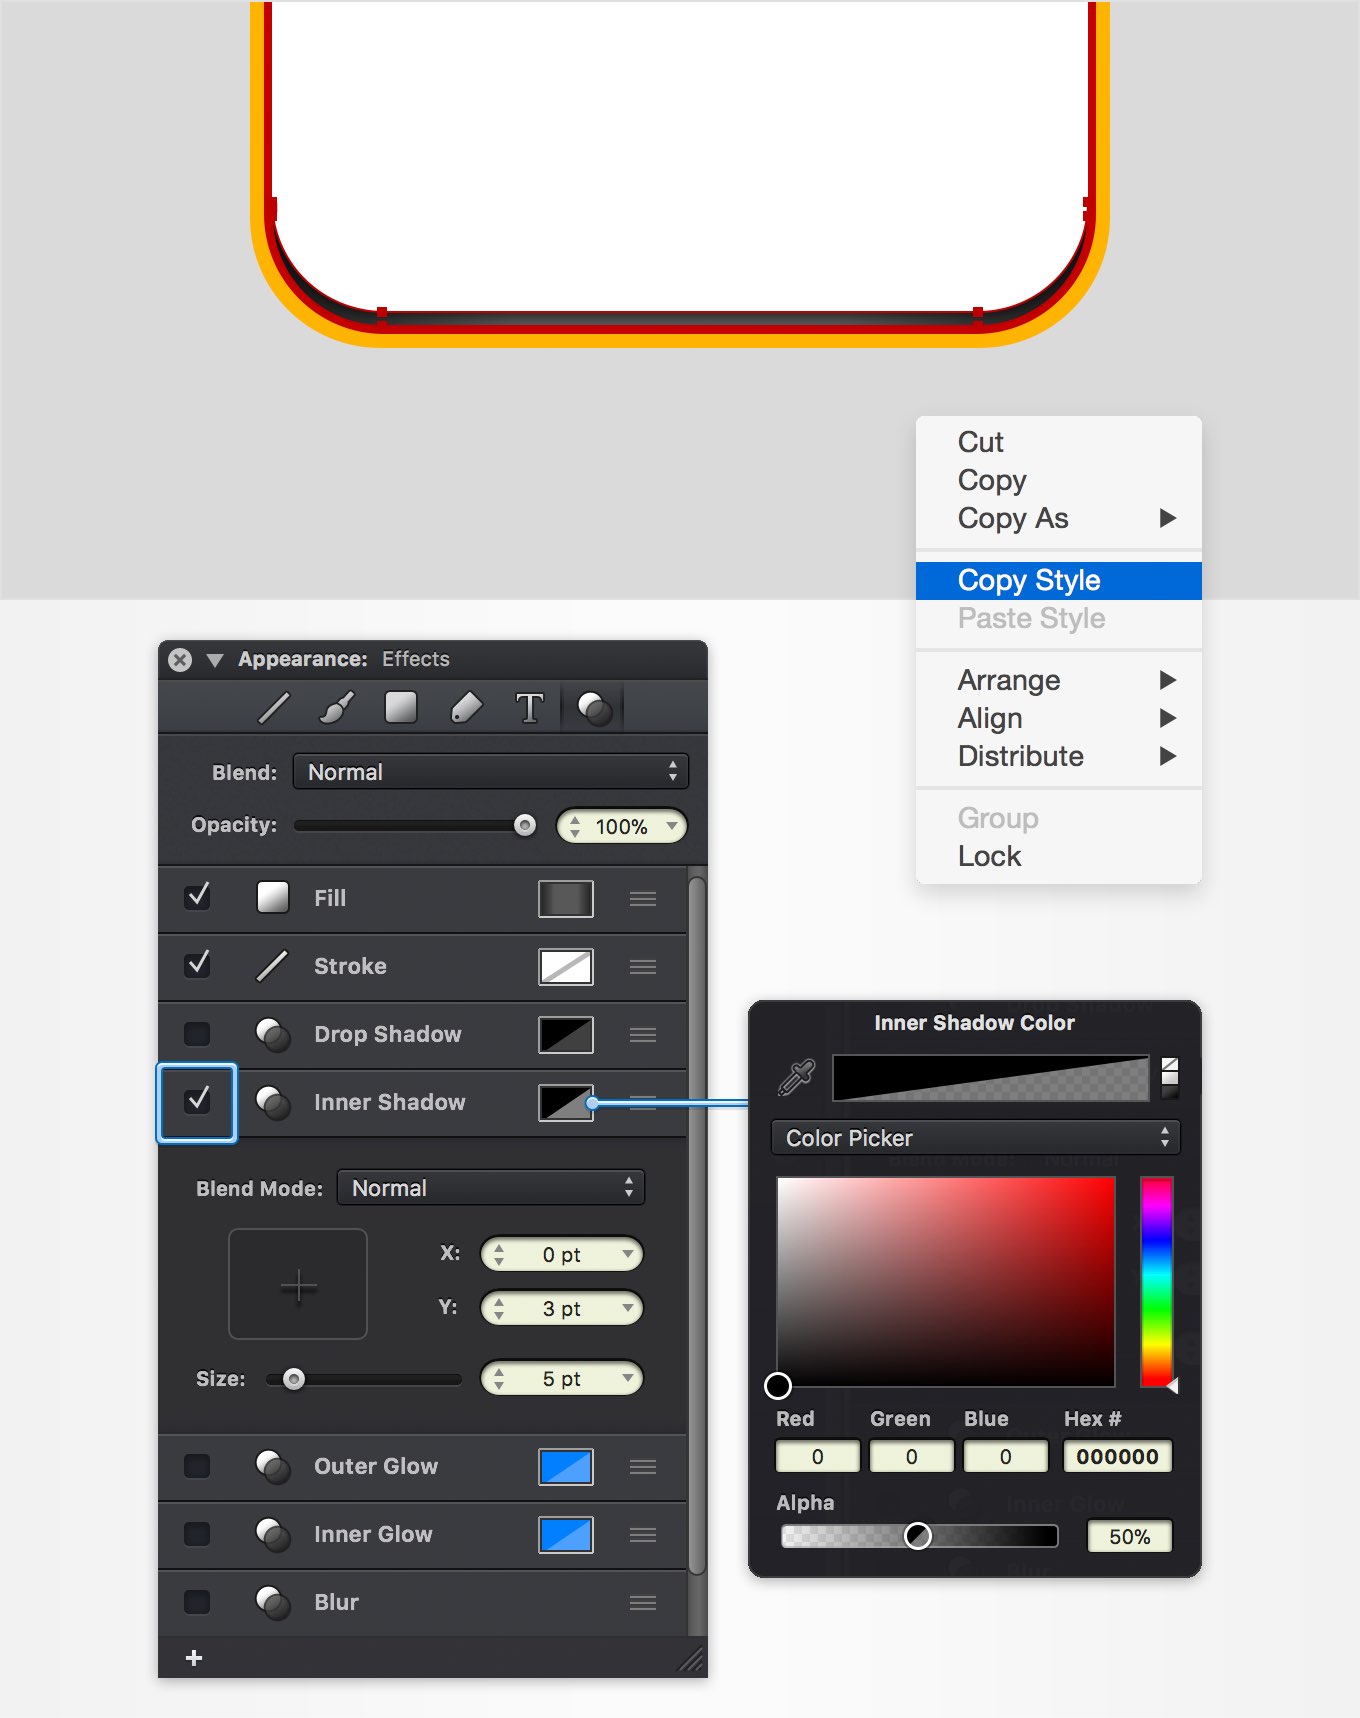 Cut
Copy
Copy As
Copy Style
Paste Style
Arrange
Align
Distribute
Group
Lock
Appearance: Effects
T
Blend: Normal
Opacity: 100%
Fill
Stroke
Drop Shadow
Inner Shadow
Blend Mode: Normal
X: 0 pt
Y: 3 pt
Size: 5 pt
Outer Glow
Inner Glow
Blur
Inner Shadow Color
Color Picker
Red Green Blue Hex #
0 0 0 000000
Alpha
50%